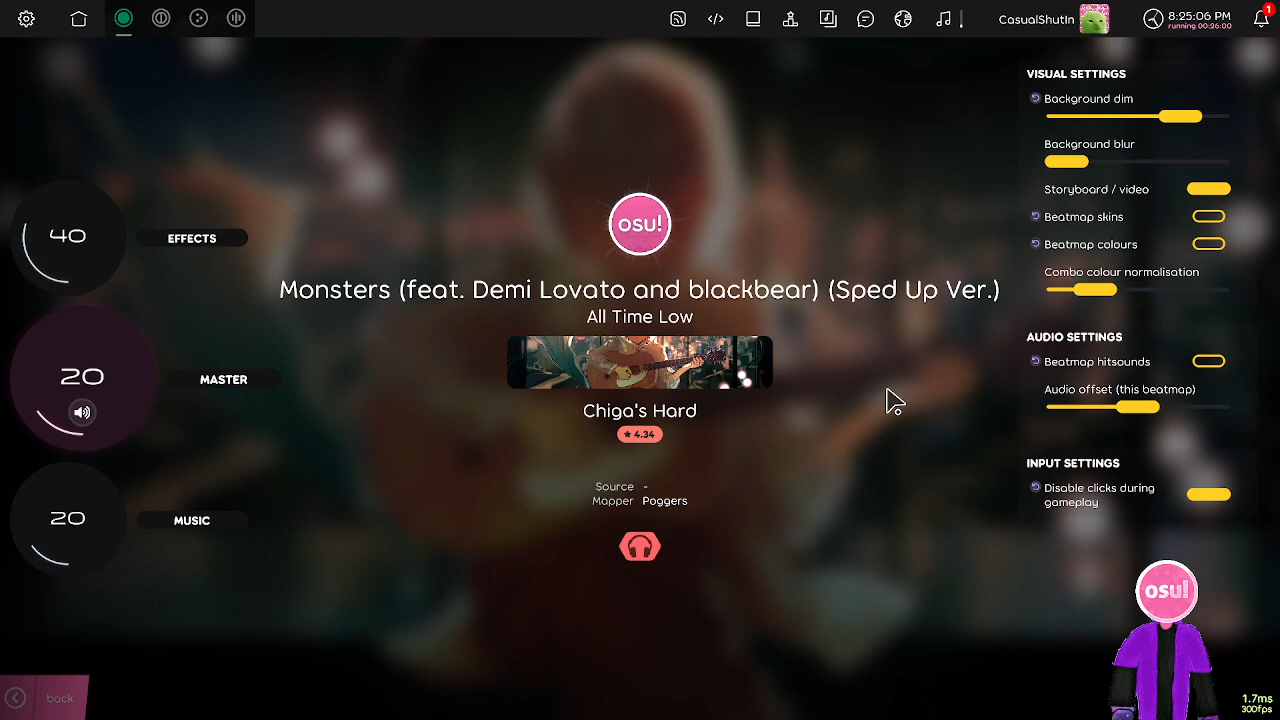 CasualShutIn
8:25:06 PM
running 00:26:00
1
VISUAL SETTINGS
Background dim
Background blur
Storyboard / video
Beatmap skins
Beatmap colours
Combo colour normalisation
AUDIO SETTINGS
Beatmap hitsounds
Audio offset (this beatmap)
INPUT SETTINGS
Disable clicks during
gameplay
40
EFFECTS
20
MASTER
20
MUSIC
osu!
Monsters (feat. Demi Lovato and blackbear) (Sped Up Ver.)
All Time Low
Chiga's Hard
4.34
Source -
Mapper Poggers
osu!
back
1.7ms
300fps